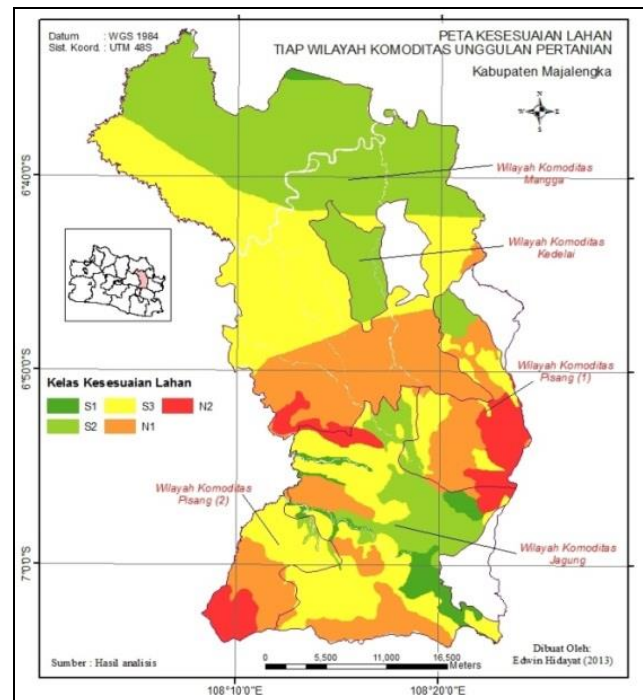 Datum : WGS 1984
Sist. Koord. : UTM 48S
PETA KESESUAIAN LAHAN
TIAP WILAYAH KOMODITAS UNGGULAN PERTANIAN
Kabupaten Majalengka
N
W
E
S
6°40'0"S
Wilayah Komoditas
Mangga
Wilayah Komoditas
Kedelai
6°50'0"S
Kelas Kesesuaian Lahan
S1 S3 N2
S2 N1
Wilayah Komoditas
Pisang (1)
Wilayah Komoditas
Pisang (2)
Wilayah Komoditas
Jagung
7°0'0"S
Sumber : Hasil analisis
0 5,500 11,000 16,500
Meters
Dibuat Oleh:
Edwin Hidayat (2013)
108°10'0"E 108°20'0"E